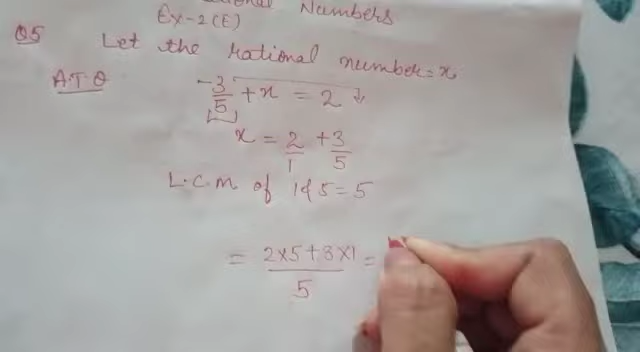 Numbers
Ex-2(E)
Q5 Let the rational number = x
A.T.Q -3/5 + x = 2
x = 2/1 + 3/5
L.C.M of 1&5 = 5
= 2×5+3×1/5 =